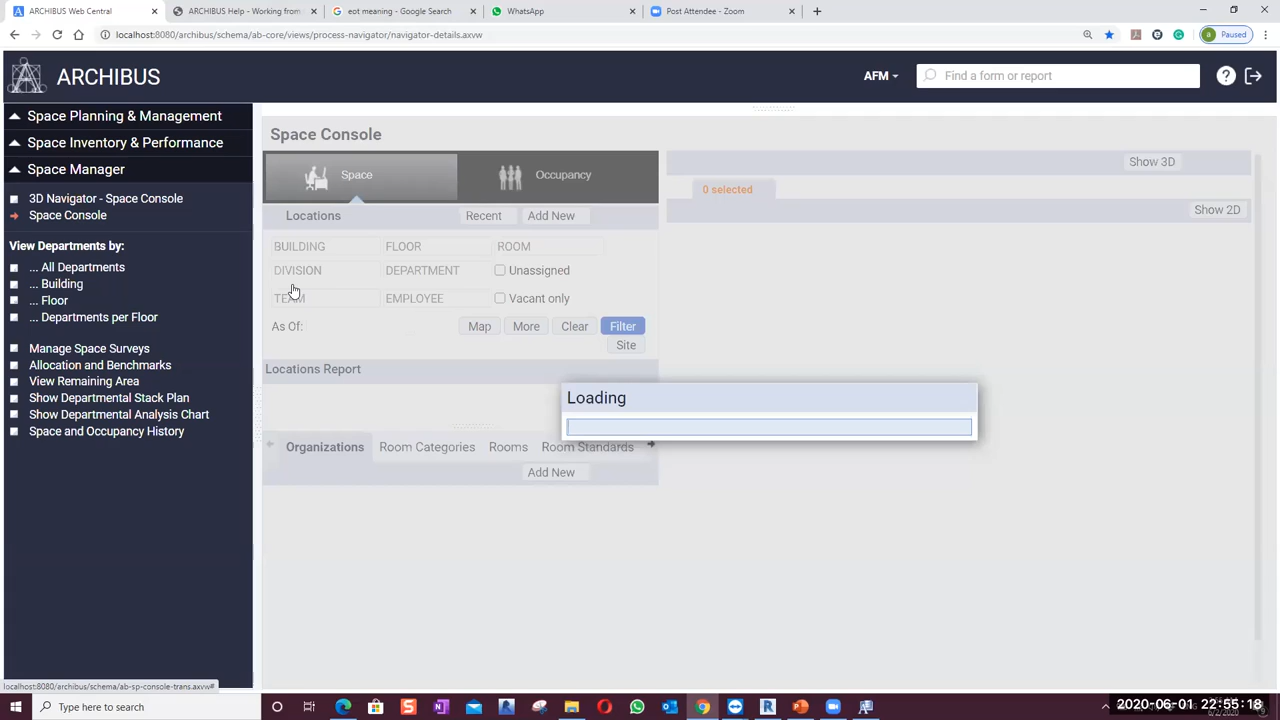 ARCHIBUS Web Central
ARCHIBUS Help - Working from
eot meaning - Google Search
WhatsApp
Post Attendee - Zoom
localhost:8080/archibus/schema/ab-core/views/process-navigator/navigator-details.axvw
Paused
ARCHIBUS
AFM
Find a form or report
Space Planning & Management
Space Inventory & Performance
Space Manager
3D Navigator - Space Console
Space Console
View Departments by:
... All Departments
... Building
... Floor
... Departments per Floor
Manage Space Surveys
Allocation and Benchmarks
View Remaining Area
Show Departmental Stack Plan
Show Departmental Analysis Chart
Space and Occupancy History
Space Console
Space
Occupancy
Locations
Recent
Add New
BUILDING
FLOOR
ROOM
DIVISION
DEPARTMENT
Unassigned
TEAM
EMPLOYEE
Vacant only
As Of:
Map
More
Clear
Filter
Site
Locations Report
Organizations
Room Categories
Rooms
Room Standards
Add New
Show 3D
0 selected
Show 2D
Loading
localhost:8080/archibus/schema/ab-sp-console-trans.axvw#
Type here to search
2020-06-01 22:55:18